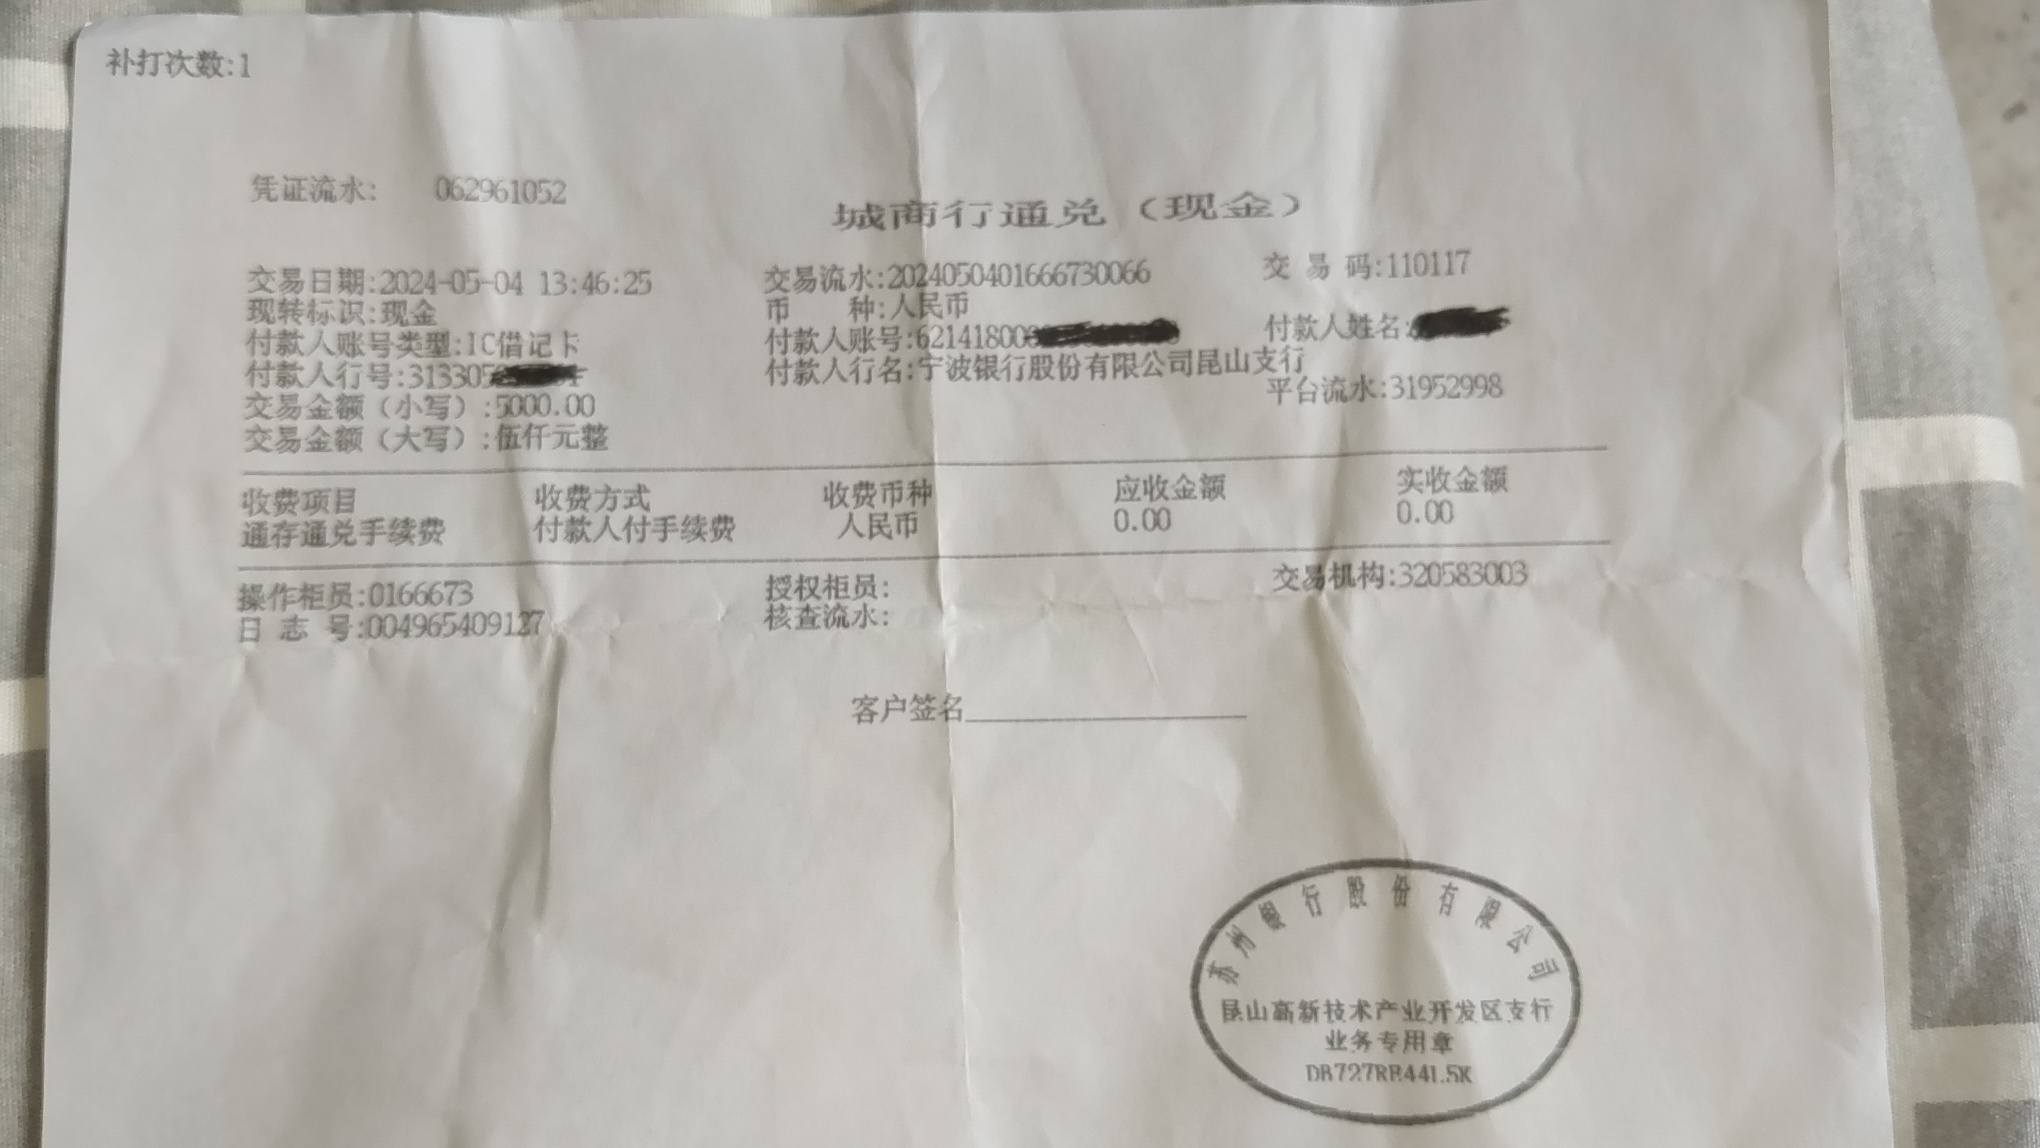 补打次数:1
凭证流水: 062961052
城商行通兑（现金）
交易日期:2024-05-04 13:46:25 交易流水:2024050401666730066 交 易 码:110117
现转标识:现金 币 种:人民币
付款人账号类型:IC借记卡 付款人账号:62141800 付款人姓名:
付款人行号:313305 付款人行名:宁波银行股份有限公司昆山支行
交易金额（小写）:5000.00 平台流水:31952998
交易金额（大写）:伍仟元整
收费项目 收费方式 收费币种 应收金额 实收金额
通存通兑手续费 付款人付手续费 人民币 0.00 0.00
操作柜员:0166673 授权柜员: 交易机构:320583003
日 志 号:004965409127 核查流水:
客户签名
苏州银行股份有限公司
昆山高新技术产业开发区支行
业务专用章